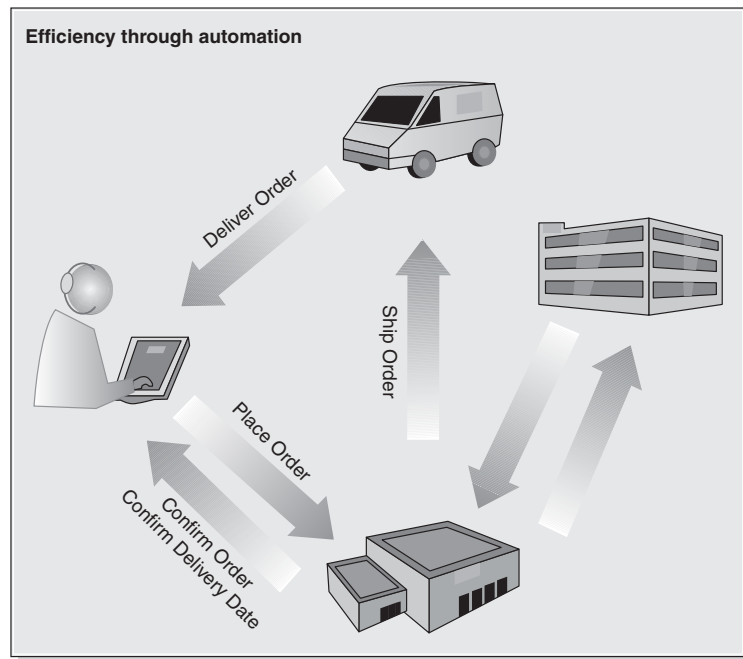 Efficiency through automation
Deliver Order
Ship Order
Place Order
Confirm Order
Confirm Delivery Date